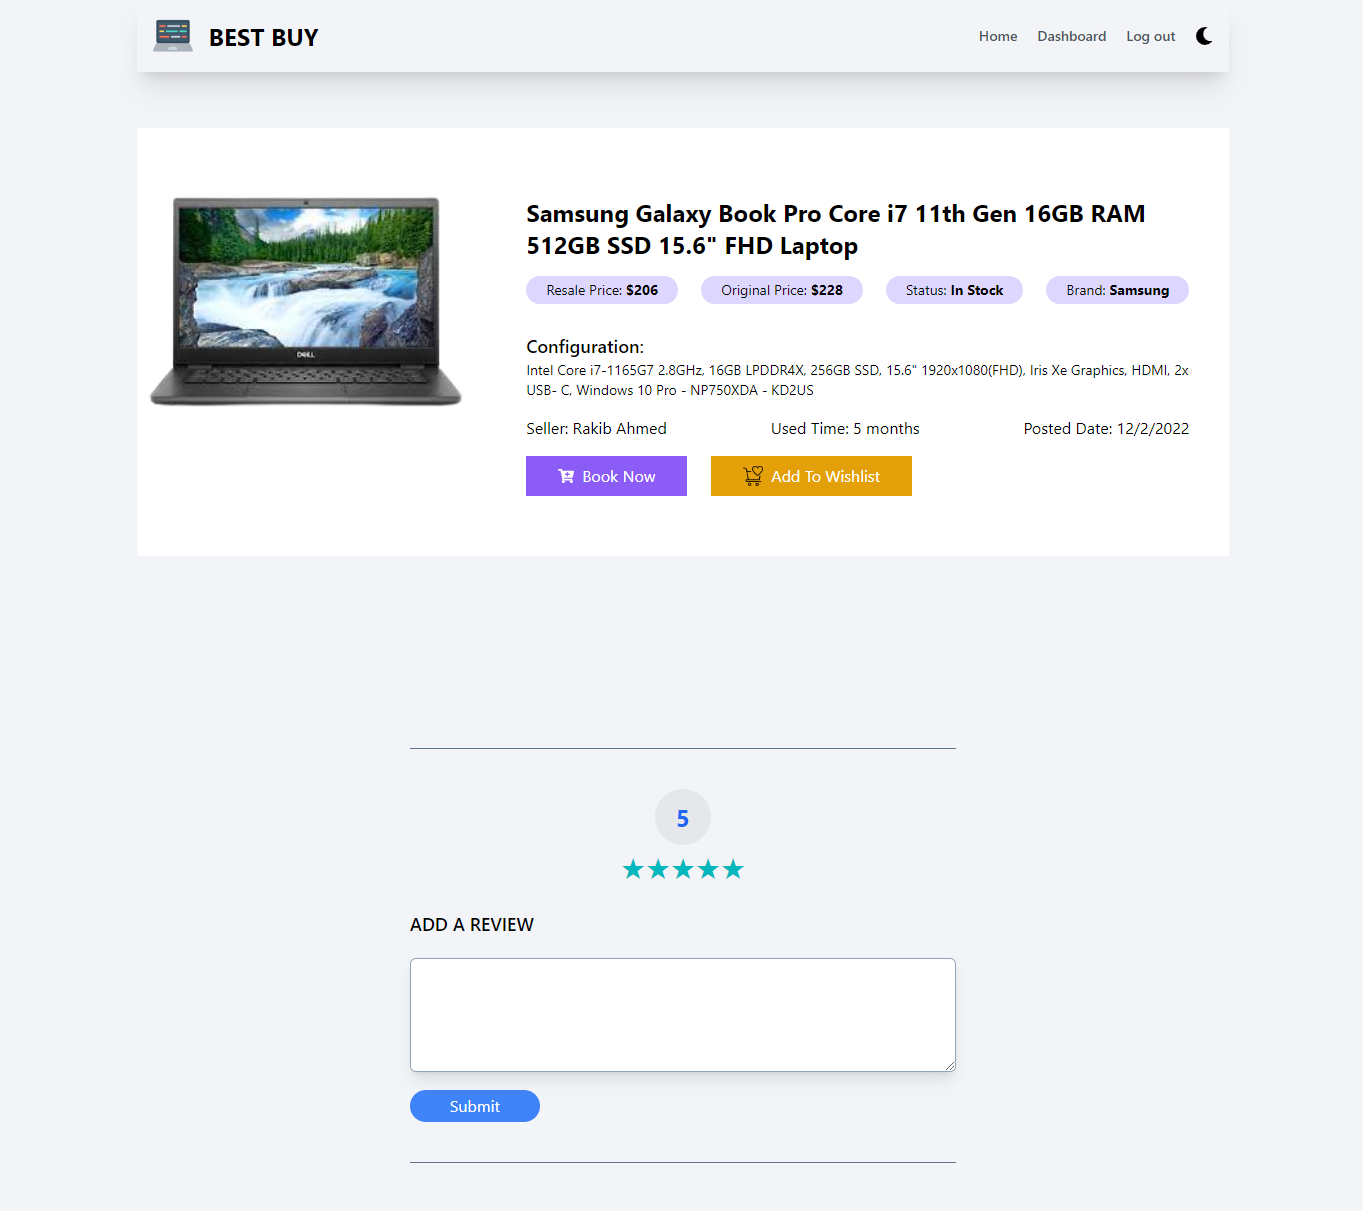 BEST BUY
Home
Dashboard
Log out
DELL
Samsung Galaxy Book Pro Core i7 11th Gen 16GB RAM
512GB SSD 15.6" FHD Laptop
Resale Price: $206
Original Price: $228
Status: In Stock
Brand: Samsung
Configuration:
Intel Core i7-1165G7 2.8GHz, 16GB LPDDR4X, 256GB SSD, 15.6" 1920x1080(FHD), Iris Xe Graphics, HDMI, 2x
USB- C, Windows 10 Pro - NP750XDA - KD2US
Seller: Rakib Ahmed
Used Time: 5 months
Posted Date: 12/2/2022
Book Now
Add To Wishlist
5
ADD A REVIEW
Submit